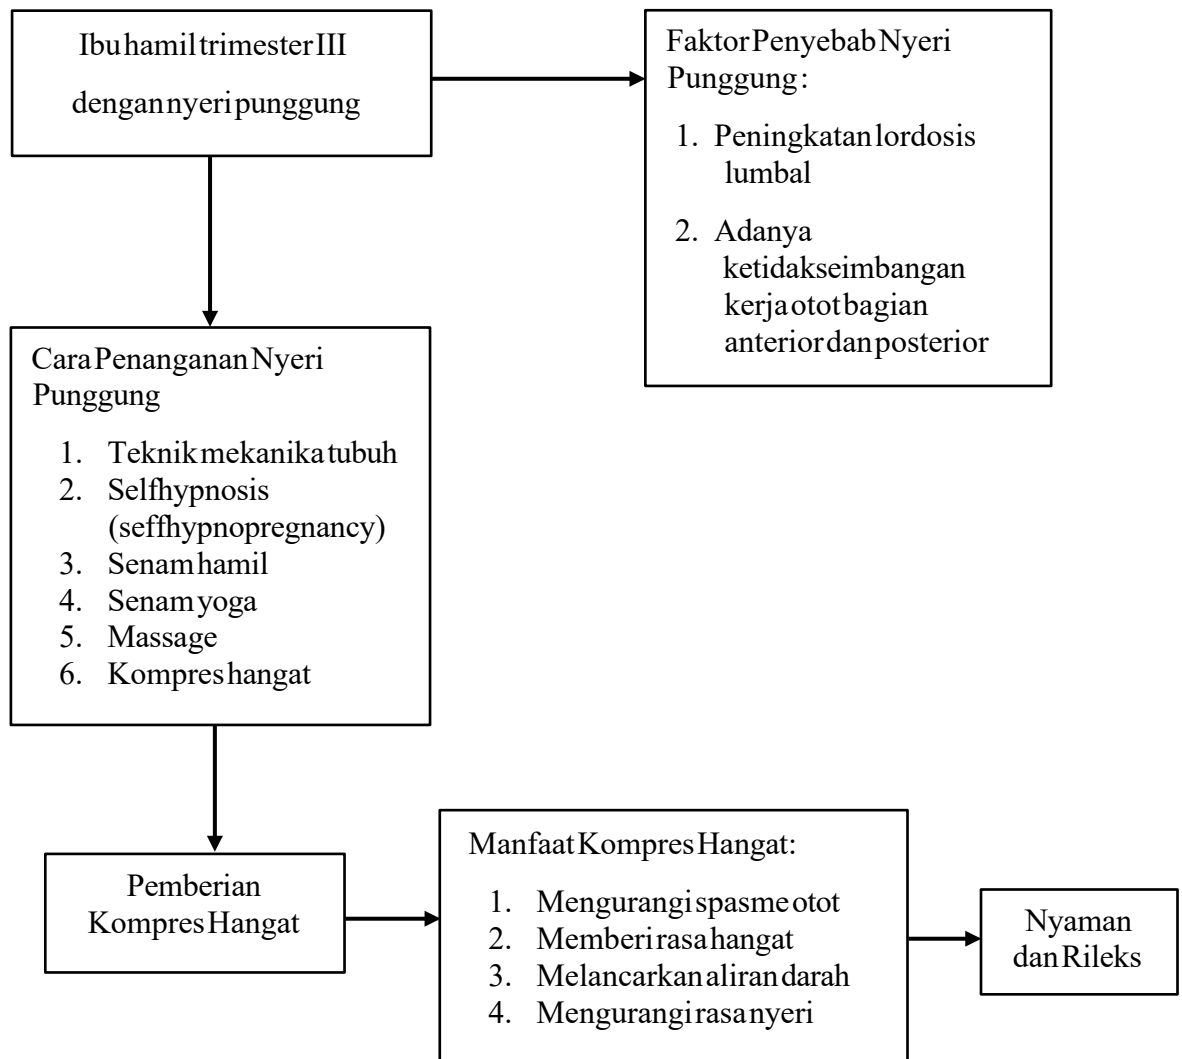 Ibu hamil trimester III
dengan nyeri punggung
Faktor Penyebab Nyeri
Punggung :
1. Peningkatan lordosis
lumbal
2. Adanya
ketidakseimbangan
kerja otot bagian
anterior dan posterior
Cara Penanganan Nyeri
Punggung
1. Teknik mekanika tubuh
2. Selfhypnosis
(seffhypnopregnancy)
3. Senam hamil
4. Senam yoga
5. Massage
6. Kompres hangat
Pemberian
Kompres Hangat
Manfaat Kompres Hangat:
1. Mengurangi spasme otot
2. Memberi rasa hangat
3. Melancarkan aliran darah
4. Mengurangi rasa nyeri
Nyaman
dan Rileks